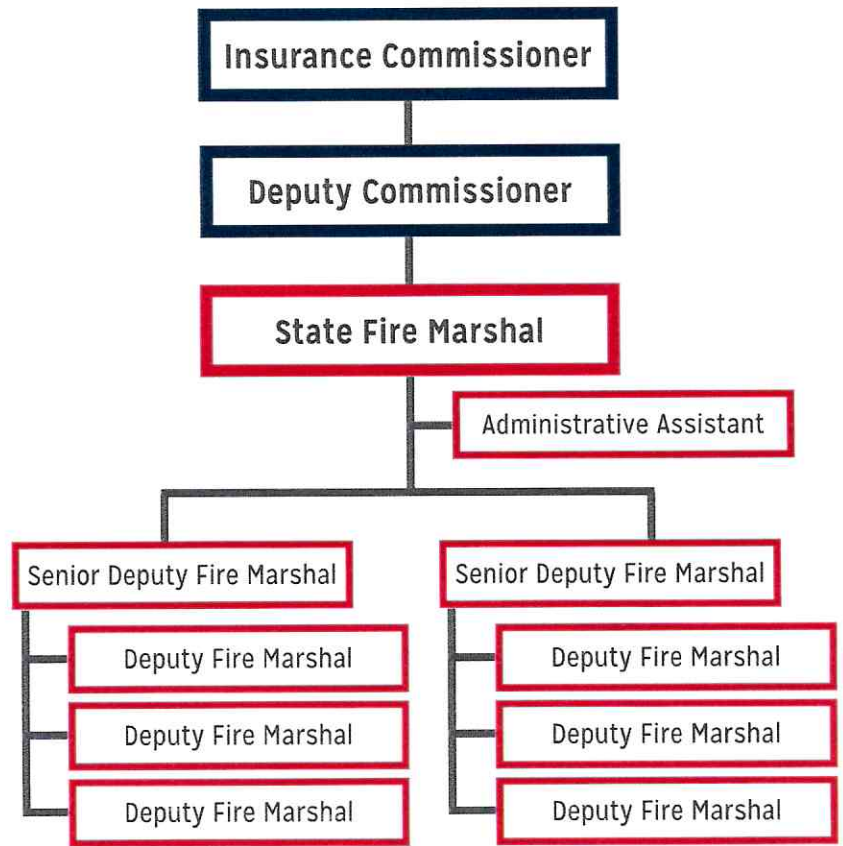 Insurance Commissioner
Deputy Commissioner
State Fire Marshal
Administrative Assistant
Senior Deputy Fire Marshal
Deputy Fire Marshal
Deputy Fire Marshal
Deputy Fire Marshal
Senior Deputy Fire Marshal
Deputy Fire Marshal
Deputy Fire Marshal
Deputy Fire Marshal